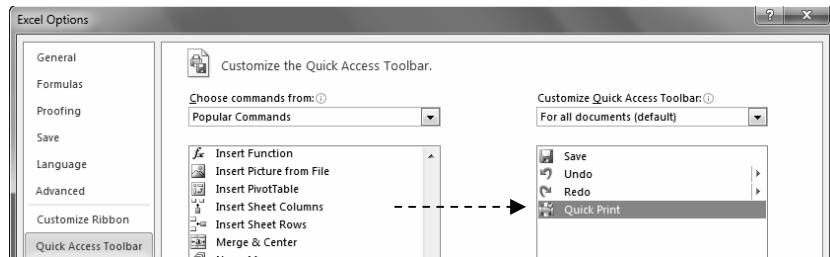 Excel Options
General
Formulas
Proofing
Save
Language
Advanced
Customize Ribbon
Quick Access Toolbar
Customize the Quick Access Toolbar.
Choose commands from:
Popular Commands
Insert Function
Insert Picture from File
Insert PivotTable
Insert Sheet Columns
Insert Sheet Rows
Merge & Center
Customize Quick Access Toolbar:
For all documents (default)
Save
Undo
Redo
Quick Print